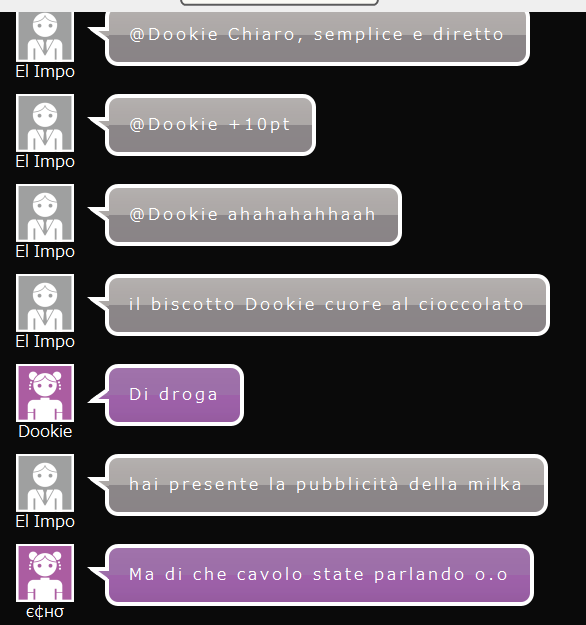 @Dookie Chiaro, semplice e diretto
El Impo
@Dookie +10pt
El Impo
@Dookie ahahahahhaah
El Impo
il biscotto Dookie cuore al cioccolato
El Impo
Di droga
Dookie
hai presente la pubblicità della milka
El Impo
Ma di che cavolo state parlando o.o
є¢нσ